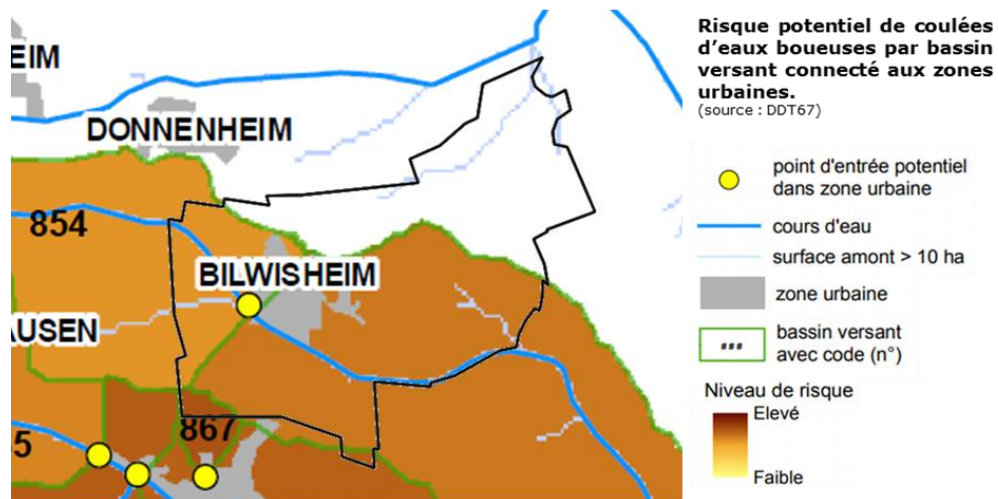 EIM
DONNENHEIM
854
BILWISHEIM
AUSEN
867
5
Risque potentiel de coulées
d’eaux boueuses par bassin
versant connecté aux zones
urbaines.
(source : DDT67)
point d'entrée potentiel
dans zone urbaine
cours d'eau
surface amont > 10 ha
zone urbaine
###
bassin versant
avec code (n°)
Niveau de risque
Elevé
Faible